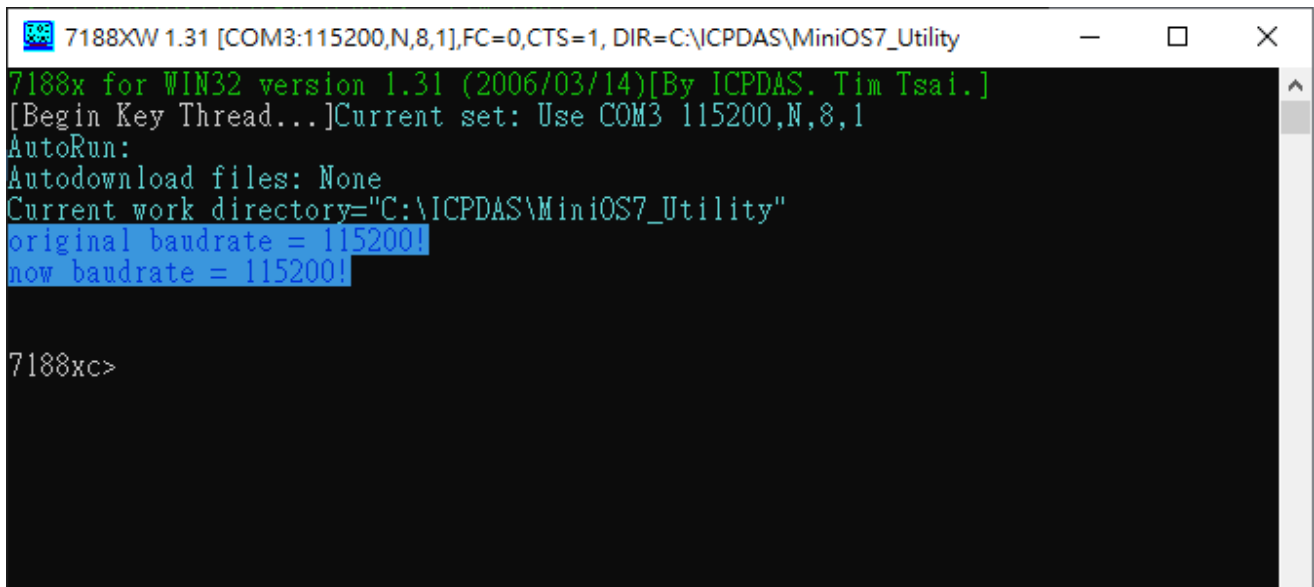 7188XW 1.31 [COM3:115200,N,8,1],FC=0,CTS=1, DIR=C:\ICPDAS\MiniOS7_Utility
7188x for WIN32 version 1.31 (2006/03/14)[By ICPDAS. Tim Tsai.]
[Begin Key Thread...]Current set: Use COM3 115200,N,8,1
AutoRun:
Autodownload files: None
Current work directory="C:\ICPDAS\MiniOS7_Utility"
original baudrate = 115200!
now baudrate = 115200!
7188xc>